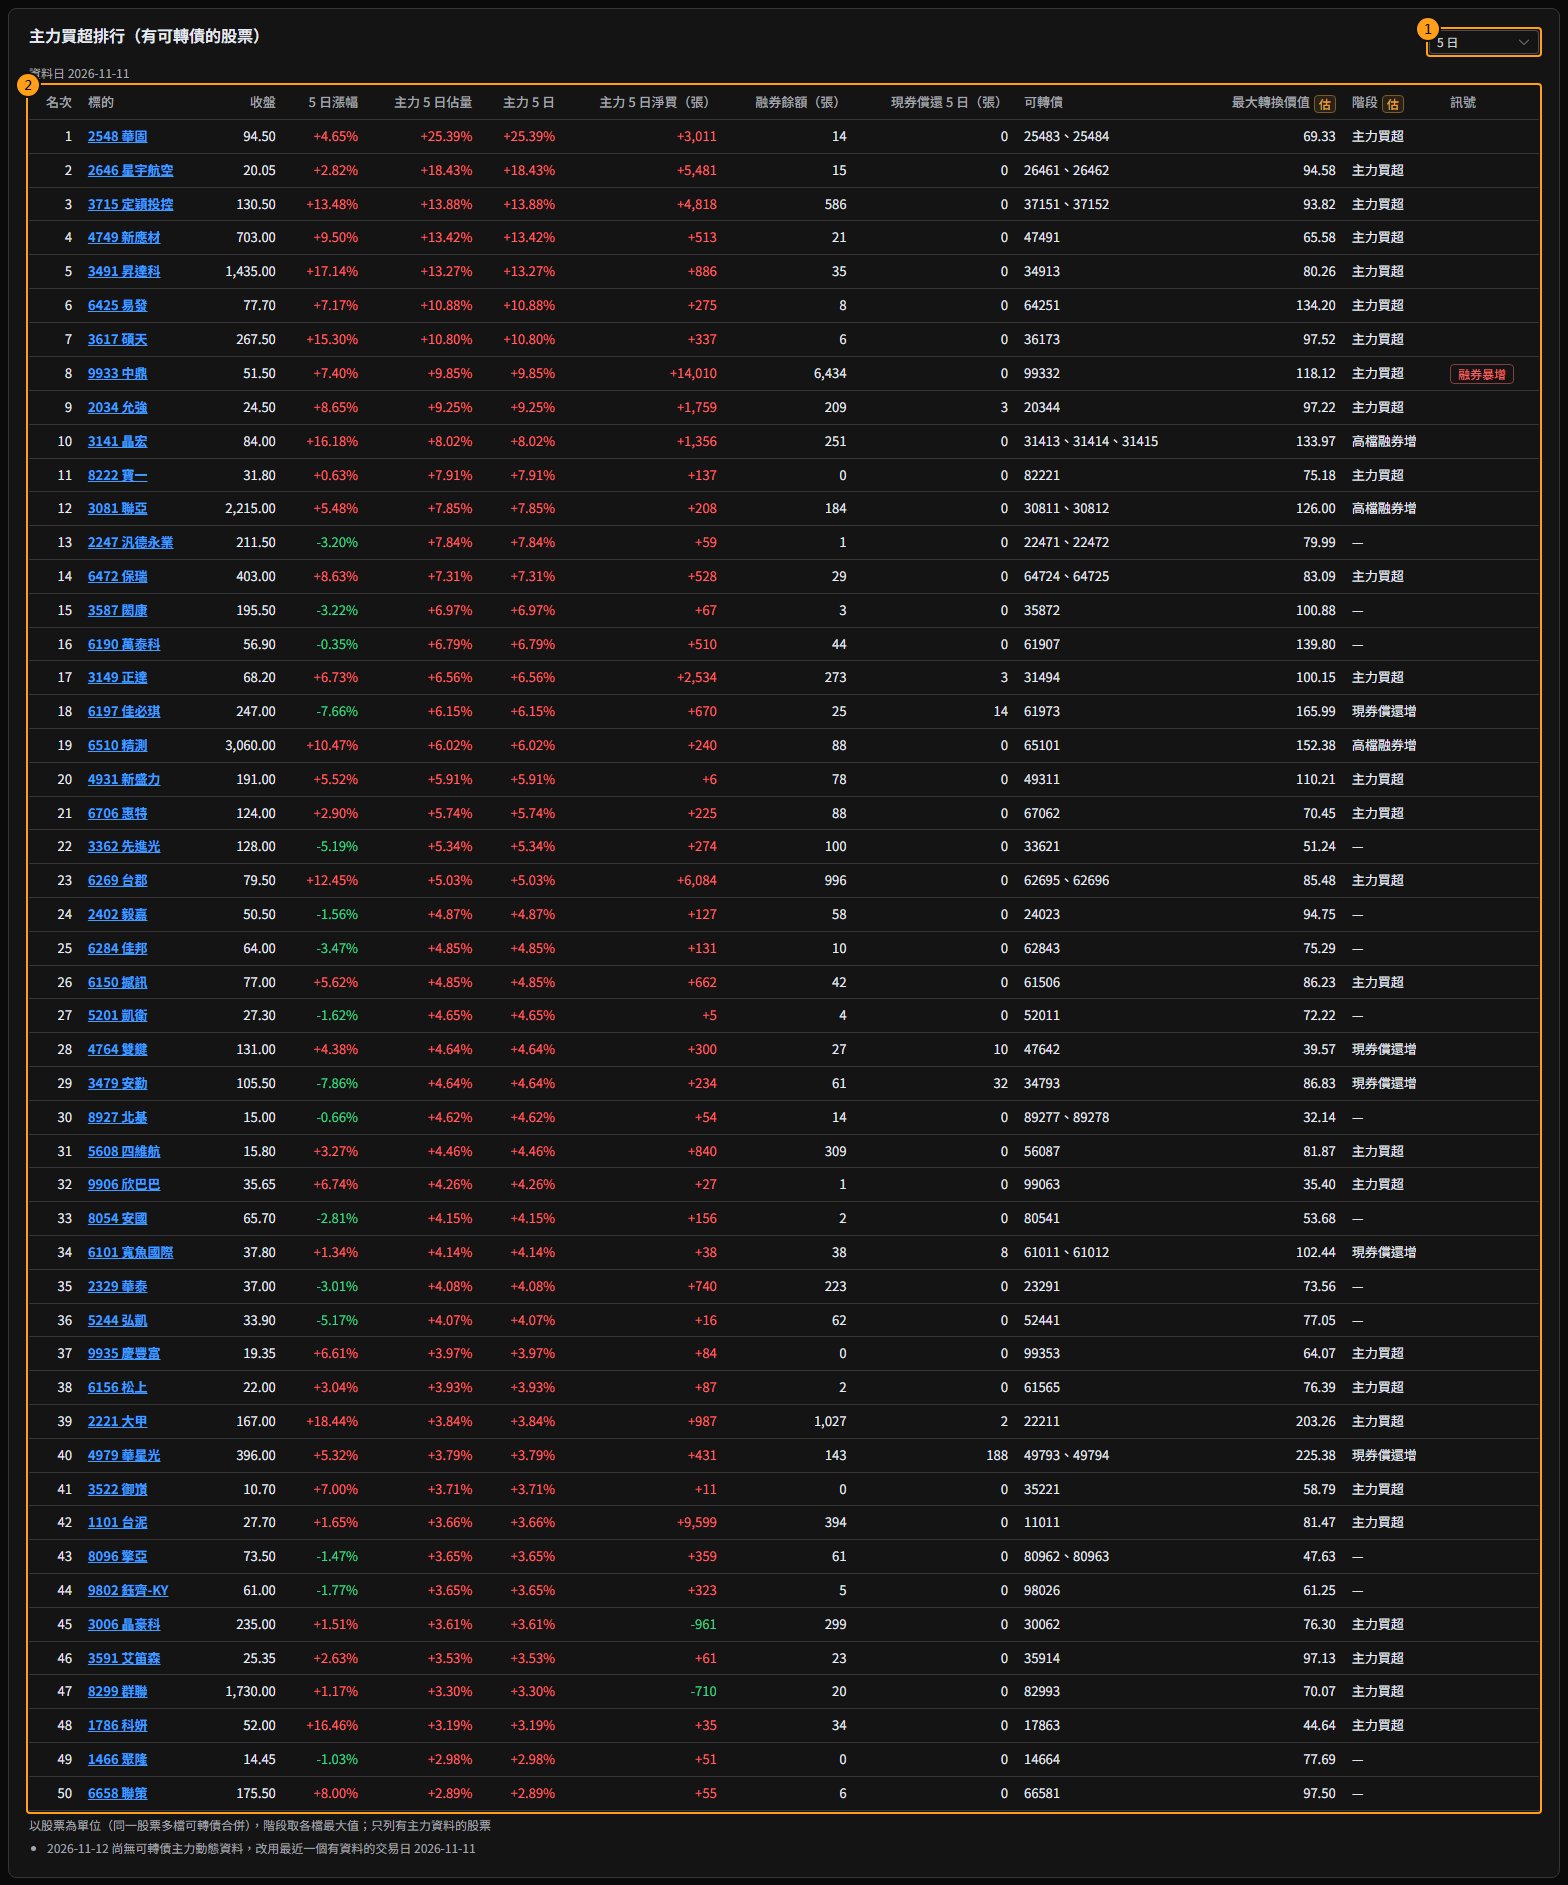 主力買超排行（有可轉債的股票）
1
5 日
資料日 2026-11-11
2
名次 標的 收盤 5 日漲幅 主力 5 日佔量 主力 5 日 主力 5 日淨買（張） 融券餘額（張） 現券償還 5 日（張） 可轉債 最大轉換價值 估 階段 估 訊號
1 2548 華固 94.50 +4.65% +25.39% +25.39% +3,011 14 0 25483、25484 69.33 主力買超
2 2646 星宇航空 20.05 +2.82% +18.43% +18.43% +5,481 15 0 26461、26462 94.58 主力買超
3 3715 定穎投控 130.50 +13.48% +13.88% +13.88% +4,818 586 0 37151、37152 93.82 主力買超
4 4749 新應材 703.00 +9.50% +13.42% +13.42% +513 21 0 47491 65.58 主力買超
5 3491 昇達科 1,435.00 +17.14% +13.27% +13.27% +886 35 0 34913 80.26 主力買超
6 6425 易發 77.70 +7.17% +10.88% +10.88% +275 8 0 64251 134.20 主力買超
7 3617 碩天 267.50 +15.30% +10.80% +10.80% +337 6 0 36173 97.52 主力買超
8 9933 中鼎 51.50 +7.40% +9.85% +9.85% +14,010 6,434 0 99332 118.12 主力買超 融券暴增
9 2034 允強 24.50 +8.65% +9.25% +9.25% +1,759 209 3 20344 97.22 主力買超
10 3141 晶宏 84.00 +16.18% +8.02% +8.02% +1,356 251 0 31413、31414、31415 133.97 高檔融券增
11 8222 寶一 31.80 +0.63% +7.91% +7.91% +137 0 0 82221 75.18 主力買超
12 3081 聯亞 2,215.00 +5.48% +7.85% +7.85% +208 184 0 30811、30812 126.00 高檔融券增
13 2247 汎德永業 211.50 -3.20% +7.84% +7.84% +59 1 0 22471、22472 79.99 —
14 6472 保瑞 403.00 +8.63% +7.31% +7.31% +528 29 0 64724、64725 83.09 主力買超
15 3587 閎康 195.50 -3.22% +6.97% +6.97% +67 3 0 35872 100.88 —
16 6190 萬泰科 56.90 -0.35% +6.79% +6.79% +510 44 0 61907 139.80 —
17 3149 正達 68.20 +6.73% +6.56% +6.56% +2,534 273 3 31494 100.15 主力買超
18 6197 佳必琪 247.00 -7.66% +6.15% +6.15% +670 25 14 61973 165.99 現券償還增
19 6510 精測 3,060.00 +10.47% +6.02% +6.02% +240 88 0 65101 152.38 高檔融券增
20 4931 新盛力 191.00 +5.52% +5.91% +5.91% +6 78 0 49311 110.21 主力買超
21 6706 惠特 124.00 +2.90% +5.74% +5.74% +225 88 0 67062 70.45 主力買超
22 3362 先進光 128.00 -5.19% +5.34% +5.34% +274 100 0 33621 51.24 —
23 6269 台郡 79.50 +12.45% +5.03% +5.03% +6,084 996 0 62695、62696 85.48 主力買超
24 2402 毅嘉 50.50 -1.56% +4.87% +4.87% +127 58 0 24023 94.75 —
25 6284 佳邦 64.00 -3.47% +4.85% +4.85% +131 10 0 62843 75.29 —
26 6150 撼訊 77.00 +5.62% +4.85% +4.85% +662 42 0 61506 86.23 主力買超
27 5201 凱衛 27.30 -1.62% +4.65% +4.65% +5 4 0 52011 72.22 —
28 4764 雙鍵 131.00 +4.38% +4.64% +4.64% +300 27 10 47642 39.57 現券償還增
29 3479 安勤 105.50 -7.86% +4.64% +4.64% +234 61 32 34793 86.83 現券償還增
30 8927 北基 15.00 -0.66% +4.62% +4.62% +54 14 0 89277、89278 32.14 —
31 5608 四維航 15.80 +3.27% +4.46% +4.46% +840 309 0 56087 81.87 主力買超
32 9906 欣巴巴 35.65 +6.74% +4.26% +4.26% +27 1 0 99063 35.40 主力買超
33 8054 安國 65.70 -2.81% +4.15% +4.15% +156 2 0 80541 53.68 —
34 6101 寬魚國際 37.80 +1.34% +4.14% +4.14% +38 38 8 61011、61012 102.44 現券償還增
35 2329 華泰 37.00 -3.01% +4.08% +4.08% +740 223 0 23291 73.56 —
36 5244 弘凱 33.90 -5.17% +4.07% +4.07% +16 62 0 52441 77.05 —
37 9935 慶豐富 19.35 +6.61% +3.97% +3.97% +84 0 0 99353 64.07 主力買超
38 6156 松上 22.00 +3.04% +3.93% +3.93% +87 2 0 61565 76.39 主力買超
39 2221 大甲 167.00 +18.44% +3.84% +3.84% +987 1,027 2 22211 203.26 主力買超
40 4979 華星光 396.00 +5.32% +3.79% +3.79% +431 143 188 49793、49794 225.38 現券償還增
41 3522 御嵿 10.70 +7.00% +3.71% +3.71% +11 0 0 35221 58.79 主力買超
42 1101 台泥 27.70 +1.65% +3.66% +3.66% +9,599 394 0 11011 81.47 主力買超
43 8096 擎亞 73.50 -1.47% +3.65% +3.65% +359 61 0 80962、80963 47.63 —
44 9802 鈺齊-KY 61.00 -1.77% +3.65% +3.65% +323 5 0 98026 61.25 —
45 3006 晶豪科 235.00 +1.51% +3.61% +3.61% -961 299 0 30062 76.30 主力買超
46 3591 艾笛森 25.35 +2.63% +3.53% +3.53% +61 23 0 35914 97.13 主力買超
47 8299 群聯 1,730.00 +1.17% +3.30% +3.30% -710 20 0 82993 70.07 主力買超
48 1786 科妍 52.00 +16.46% +3.19% +3.19% +35 34 0 17863 44.64 主力買超
49 1466 聚隆 14.45 -1.03% +2.98% +2.98% +51 0 0 14664 77.69 —
50 6658 聯策 175.50 +8.00% +2.89% +2.89% +55 6 0 66581 97.50 —
以股票為單位（同一股票多檔可轉債合併），階段取各檔最大值；只列有主力資料的股票
• 2026-11-12 尚無可轉債主力動態資料，改用最近一個有資料的交易日 2026-11-11